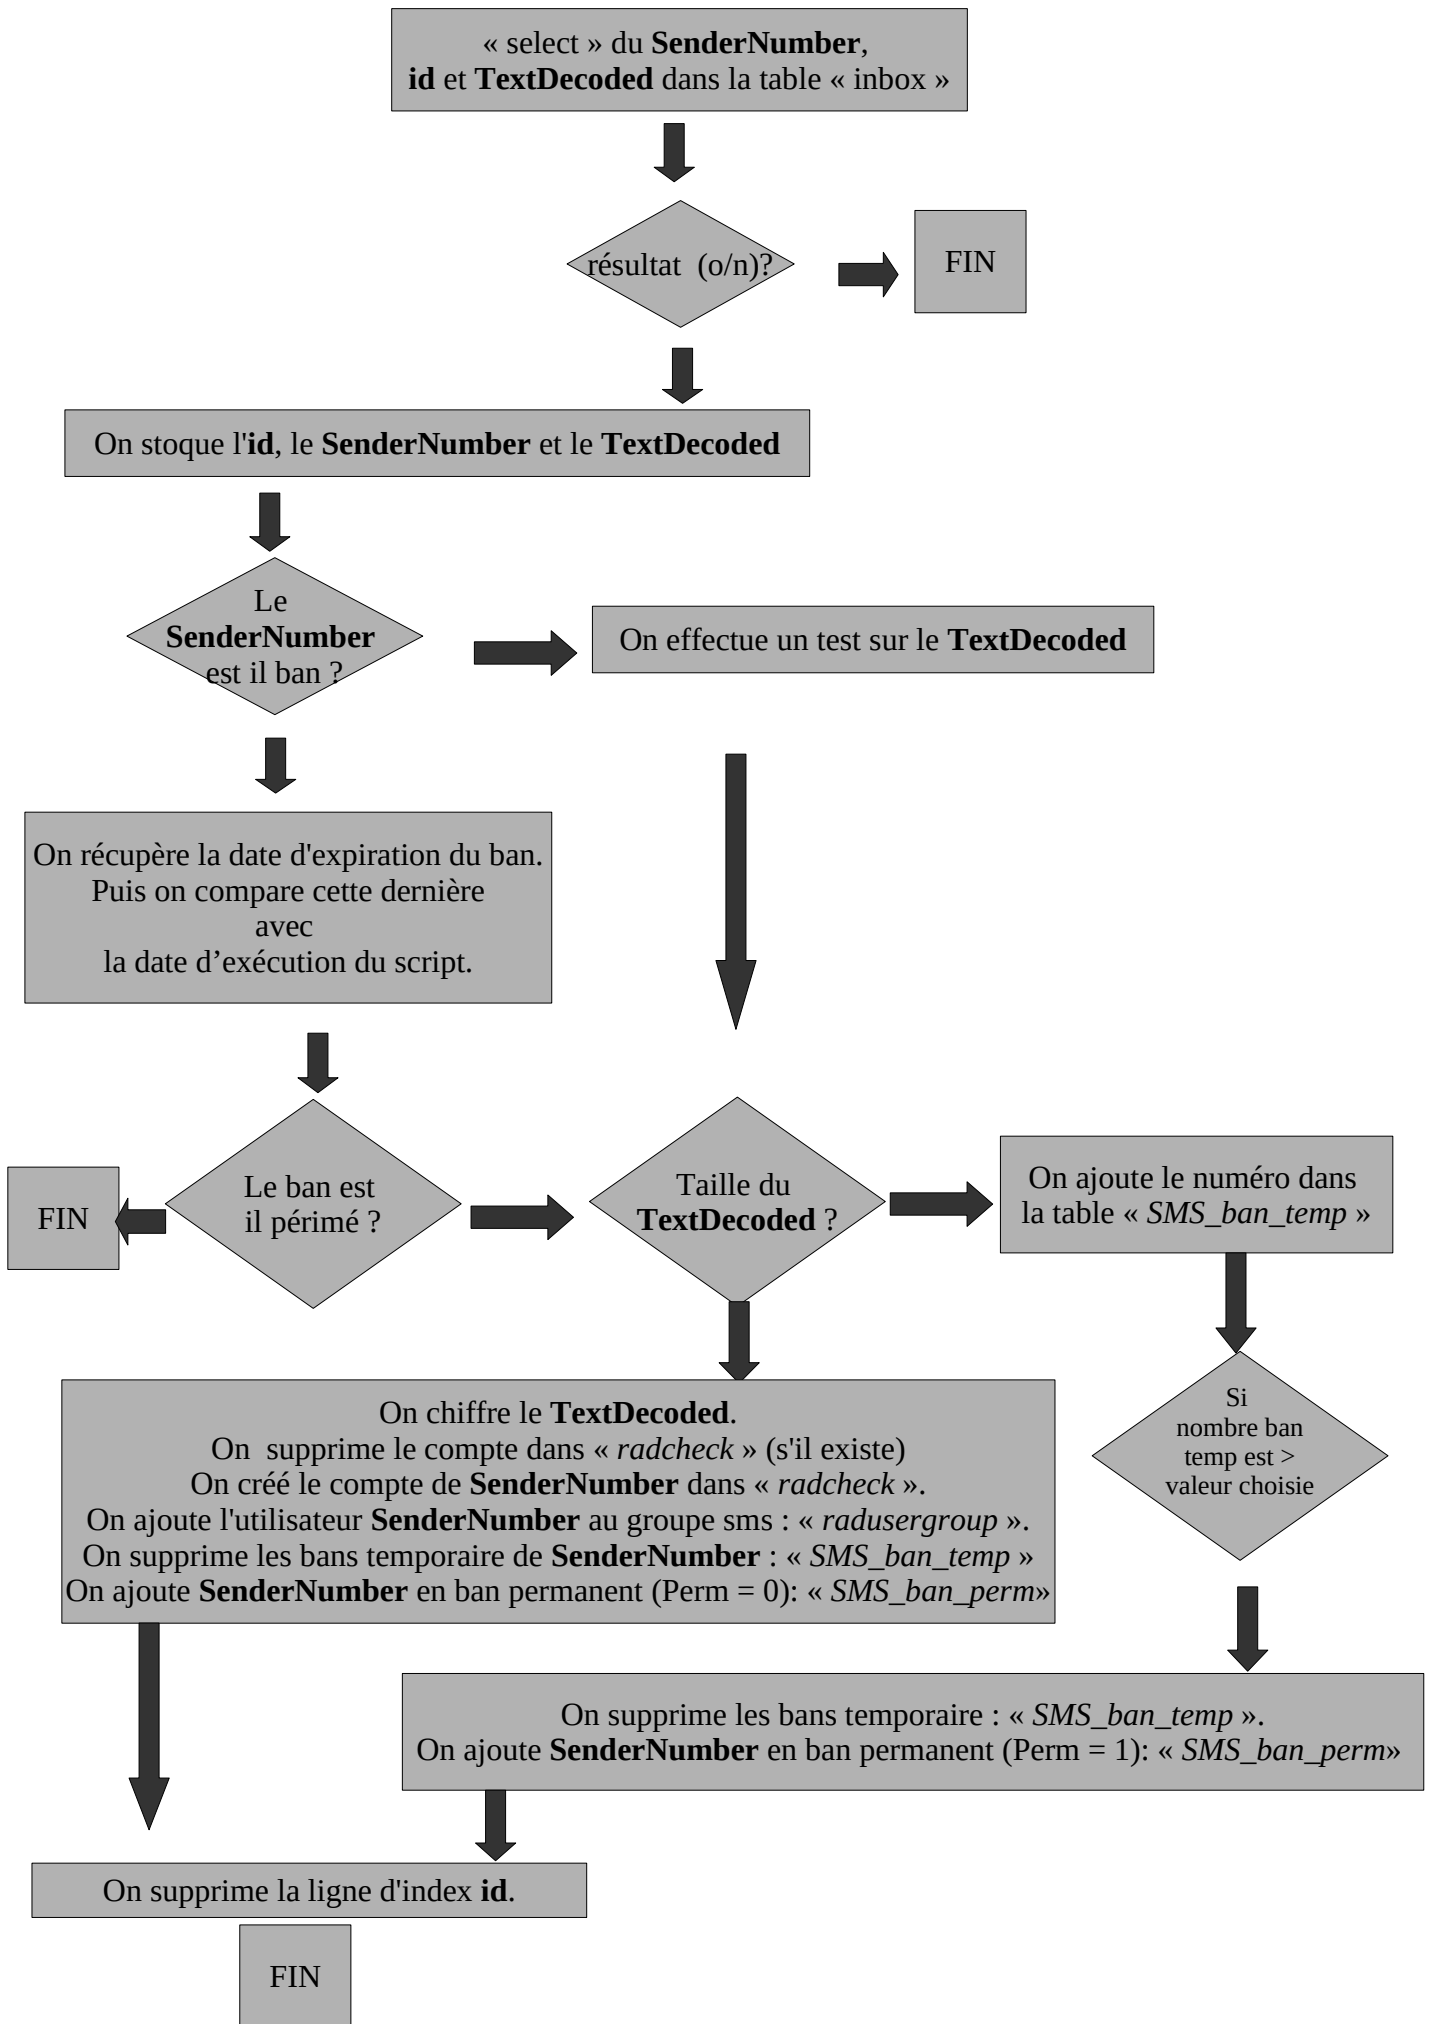 « select » du SenderNumber,
id et TextDecoded dans la table « inbox »
résultat  (o/n)?
FIN
On stoque l'id, le SenderNumber et le TextDecoded
Le
SenderNumber
est il ban ?
On effectue un test sur le TextDecoded
On récupère la date d'expiration du ban.
Puis on compare cette dernière
avec
la date d’exécution du script.
FIN
Le ban est
il périmé ?
Taille du
TextDecoded ?
On ajoute le numéro dans
la table « SMS_ban_temp »
Si
nombre ban
temp est >
valeur choisie
On chiffre le TextDecoded.
On  supprime le compte dans « radcheck » (s'il existe)
On créé le compte de SenderNumber dans « radcheck ».
On ajoute l'utilisateur SenderNumber au groupe sms : « radusergroup ».
On supprime les bans temporaire de SenderNumber : « SMS_ban_temp »
On ajoute SenderNumber en ban permanent (Perm = 0): « SMS_ban_perm»
On supprime les bans temporaire : « SMS_ban_temp ».
On ajoute SenderNumber en ban permanent (Perm = 1): « SMS_ban_perm»
On supprime la ligne d'index id.
FIN